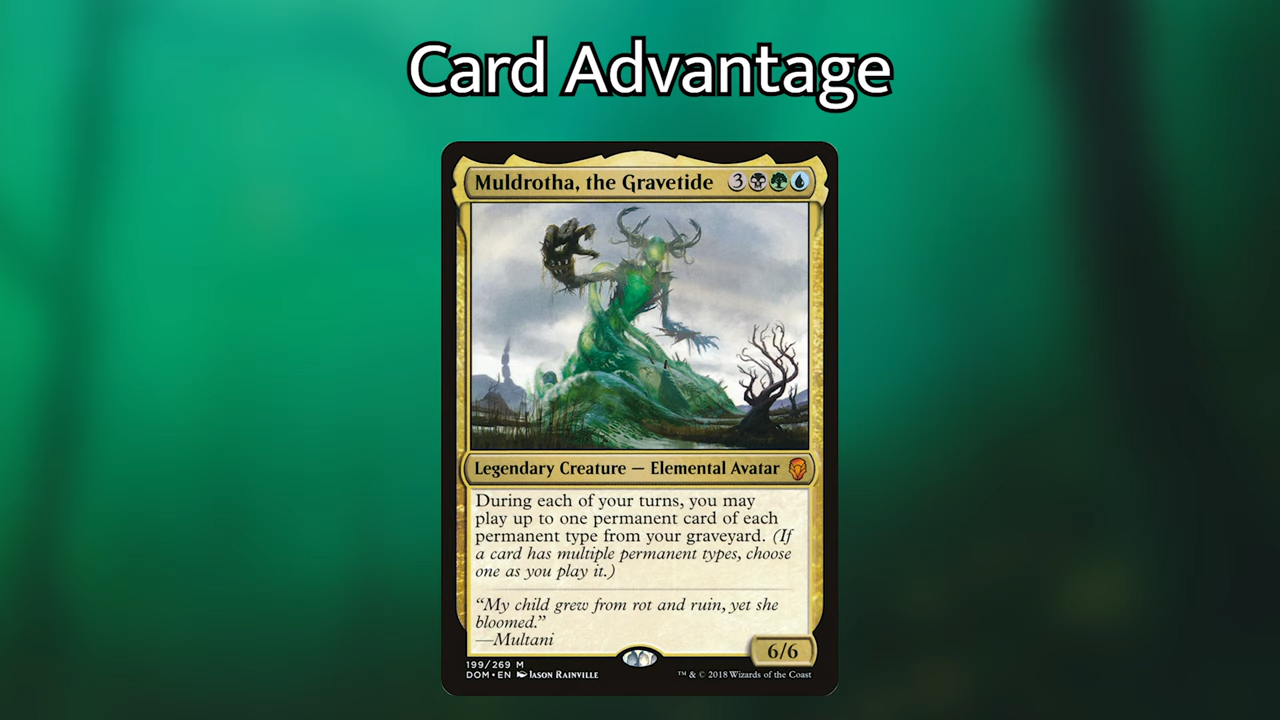 Card Advantage
Muldrotha, the Gravetide 3
Legendary Creature — Elemental Avatar
During each of your turns, you may
play up to one permanent card of each
permanent type from your graveyard. (If
a card has multiple permanent types, choose
one as you play it.)
“My child grew from rot and ruin, yet she
bloomed.”
—Multani
6/6
199/269 M
DOM • EN Jason Rainville
™ & © 2018 Wizards of the Coast